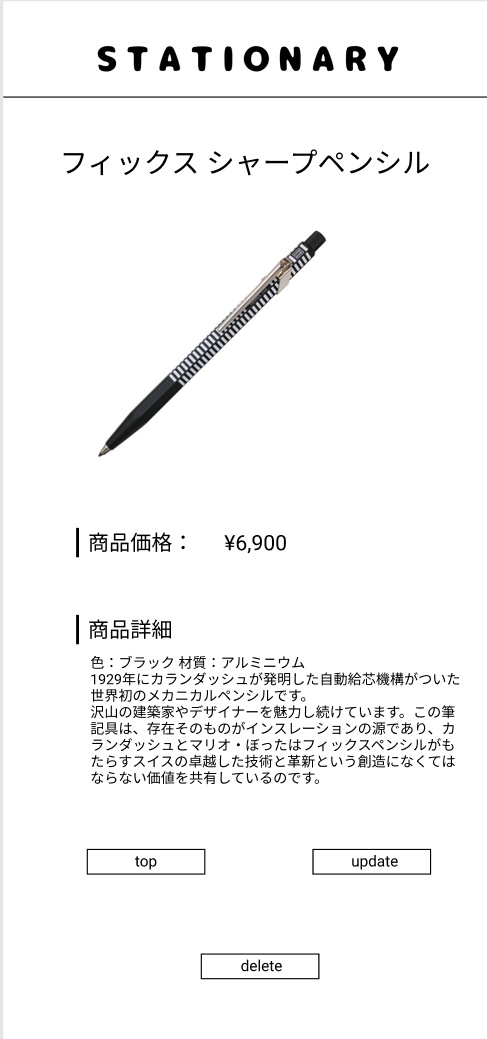 STATIONARY
フィックス シャープペンシル
商品価格： ¥6,900
商品詳細
色：ブラック 材質：アルミニウム
1929年にカランダッシュが発明した自動給芯機構がついた
世界初のメカニカルペンシルです。
沢山の建築家やデザイナーを魅力し続けています。この筆
記具は、存在そのものがインスレーションの源であり、カ
ランダッシュとマリオ・ぼったはフィックスペンシルがも
たらすスイスの卓越した技術と革新という創造になくては
ならない価値を共有しているのです。
top update
delete